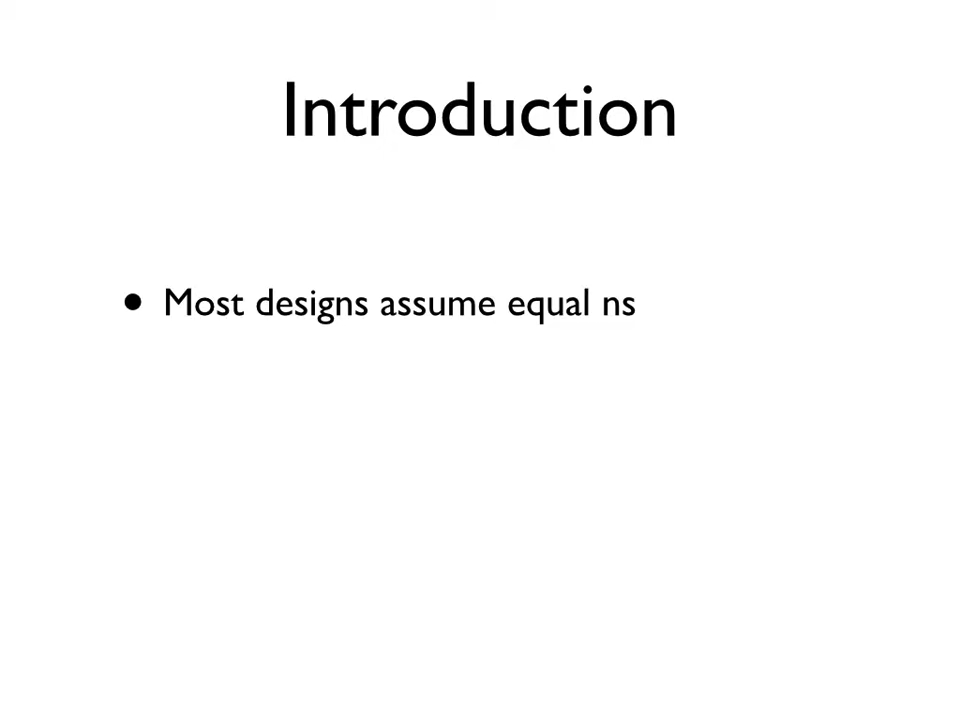 Introduction
• Most designs assume equal ns